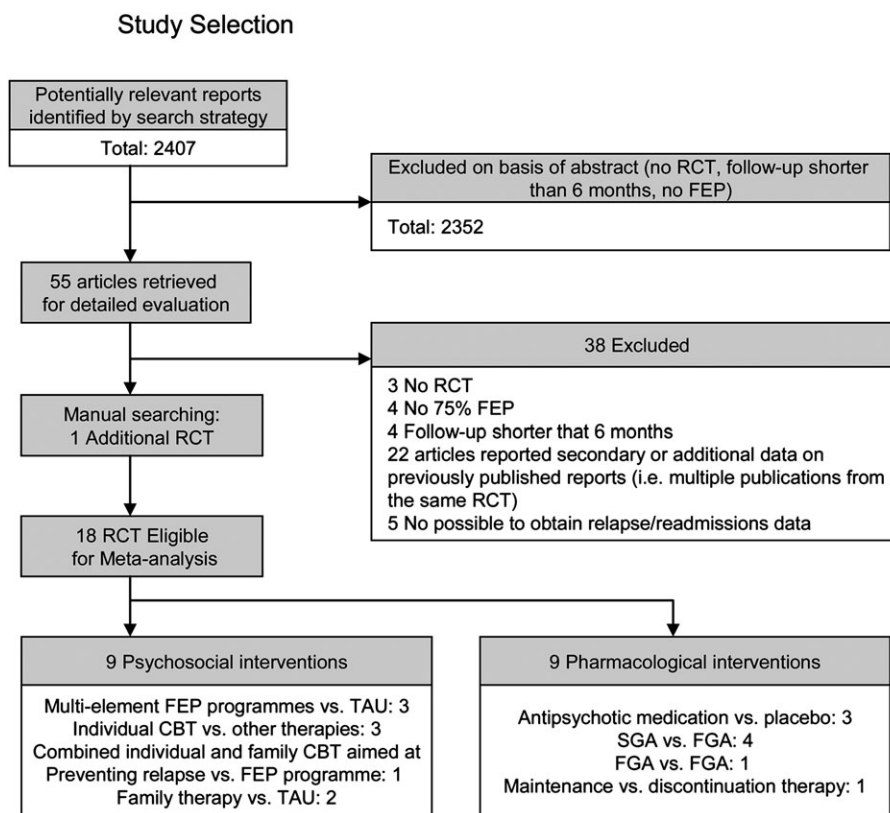 Study Selection
Potentially relevant reports
identified by search strategy
Total: 2407
Excluded on basis of abstract (no RCT, follow-up shorter
than 6 months, no FEP)
Total: 2352
55 articles retrieved
for detailed evaluation
38 Excluded
3 No RCT
4 No 75% FEP
4 Follow-up shorter that 6 months
22 articles reported secondary or additional data on
previously published reports (i.e. multiple publications from
the same RCT)
5 No possible to obtain relapse/readmissions data
Manual searching:
1 Additional RCT
18 RCT Eligible
for Meta-analysis
9 Psychosocial interventions
Multi-element FEP programmes vs. TAU: 3
Individual CBT vs. other therapies: 3
Combined individual and family CBT aimed at
Preventing relapse vs. FEP programme: 1
Family therapy vs. TAU: 2
9 Pharmacological interventions
Antipsychotic medication vs. placebo: 3
SGA vs. FGA: 4
FGA vs. FGA: 1
Maintenance vs. discontinuation therapy: 1